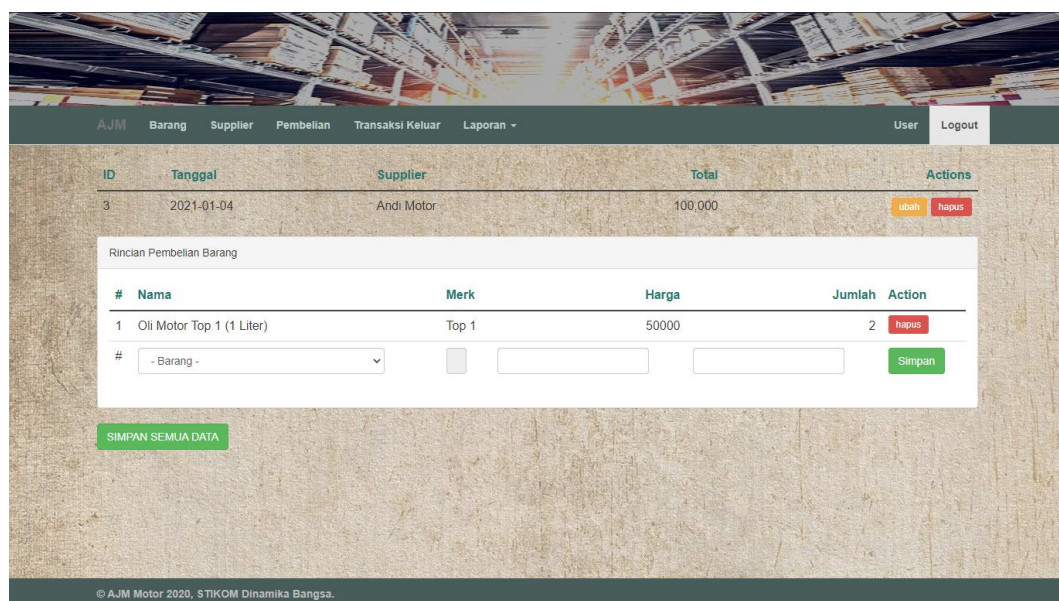 AJM Barang Supplier Pembelian Transaksi Keluar Laporan User Logout
ID Tanggal Supplier Total Actions
3 2021-01-04 Andi Motor 100,000 ubah hapus
Rincian Pembelian Barang
# Nama Merk Harga Jumlah Action
1 Oli Motor Top 1 (1 Liter) Top 1 50000 2 hapus
# - Barang - Simpan
SIMPAN SEMUA DATA
© AJM Motor 2020, STIKOM Dinamika Bangsa.